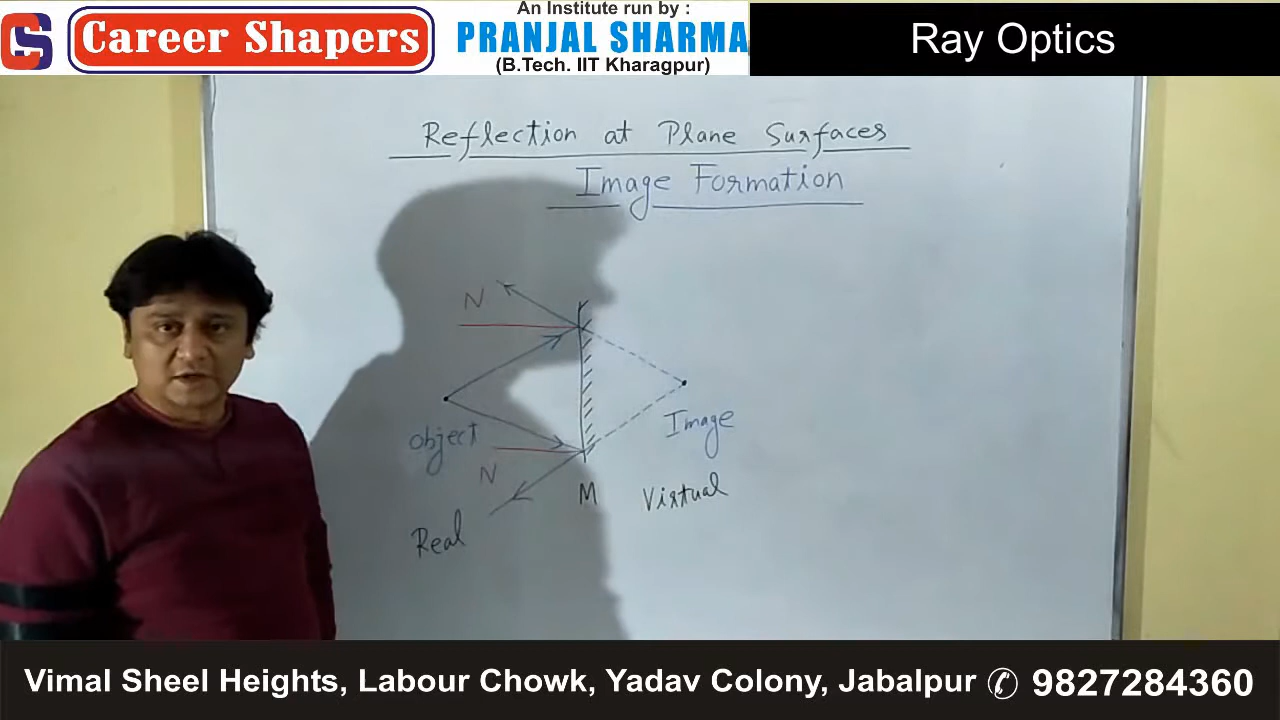 CS
Career Shapers
An Institute run by :
PRANJAL SHARMA
(B.Tech. IIT Kharagpur)
Ray Optics
Reflection at Plane Surfaces
Image Formation
N
Object
Image
N
M
Virtual
Real
Vimal Sheel Heights, Labour Chowk, Yadav Colony, Jabalpur ✆ 9827284360